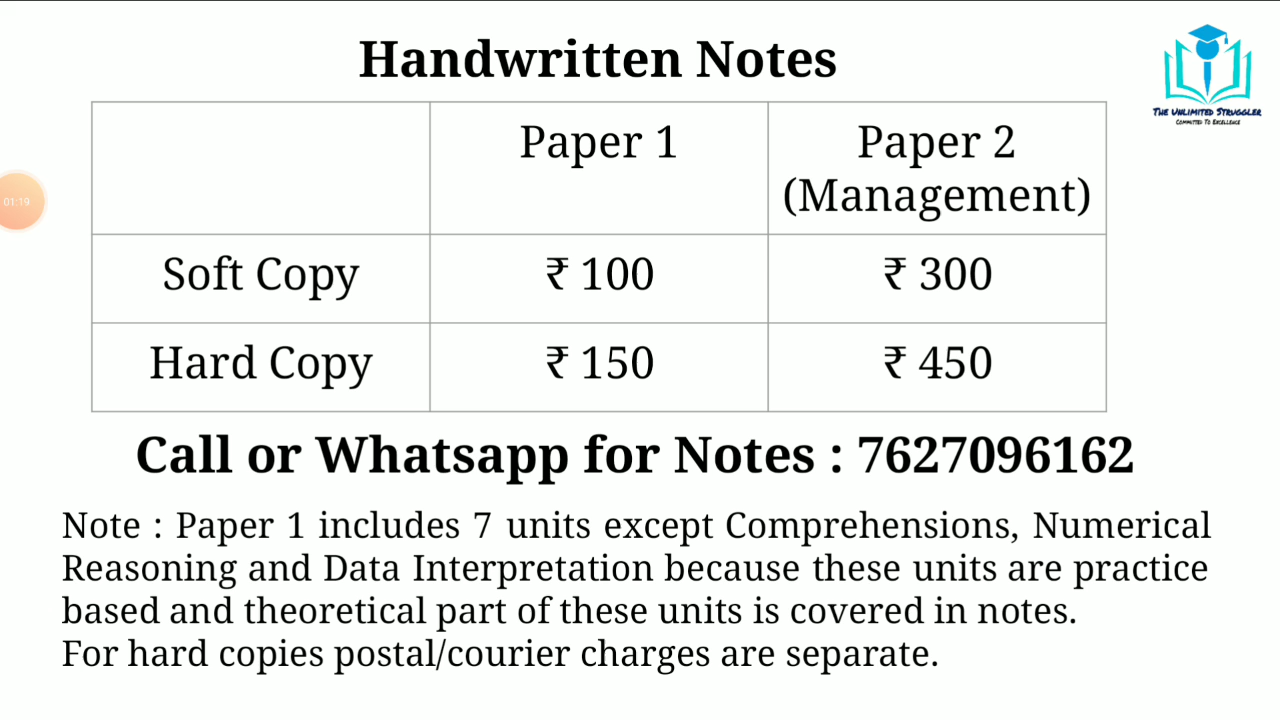 Handwritten Notes
THE UNLIMITED STRUGGLER
COMMITTED TO EXCELLENCE
Paper 1
Paper 2
(Management)
01:19
Soft Copy
₹ 100
₹ 300
Hard Copy
₹ 150
₹ 450
Call or Whatsapp for Notes : 7627096162
Note : Paper 1 includes 7 units except Comprehensions, Numerical
Reasoning and Data Interpretation because these units are practice
based and theoretical part of these units is covered in notes.
For hard copies postal/courier charges are separate.